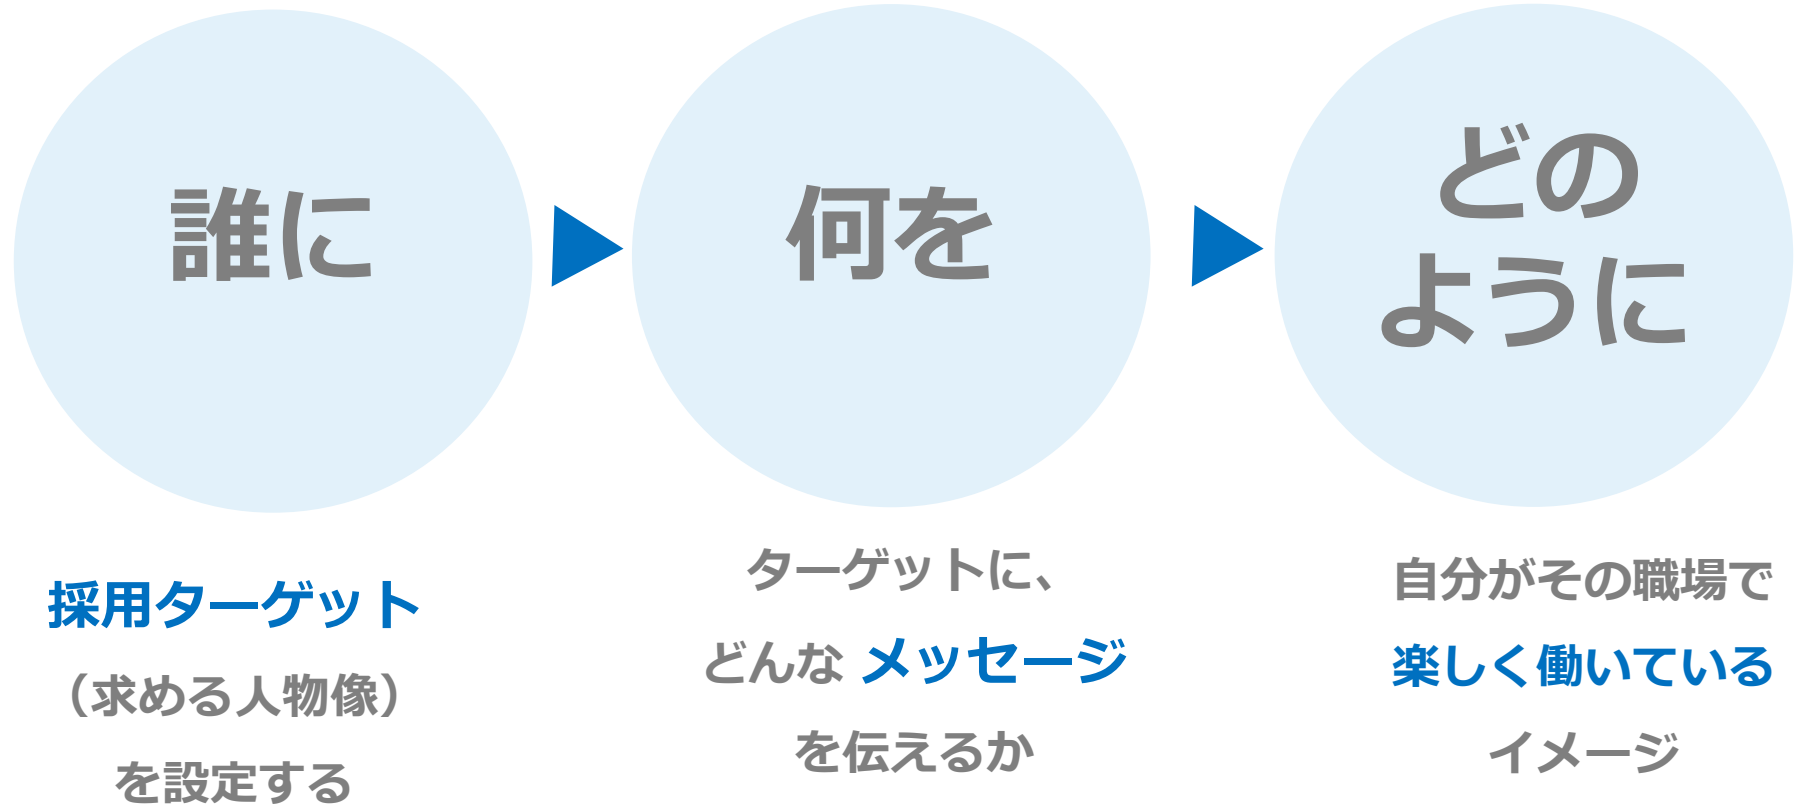 誰に
採用ターゲット
（求める人物像）
を設定する
何を
ターゲットに、
どんな メッセージ
を伝えるか
どの
ように
自分がその職場で
楽しく働いている
イメージ